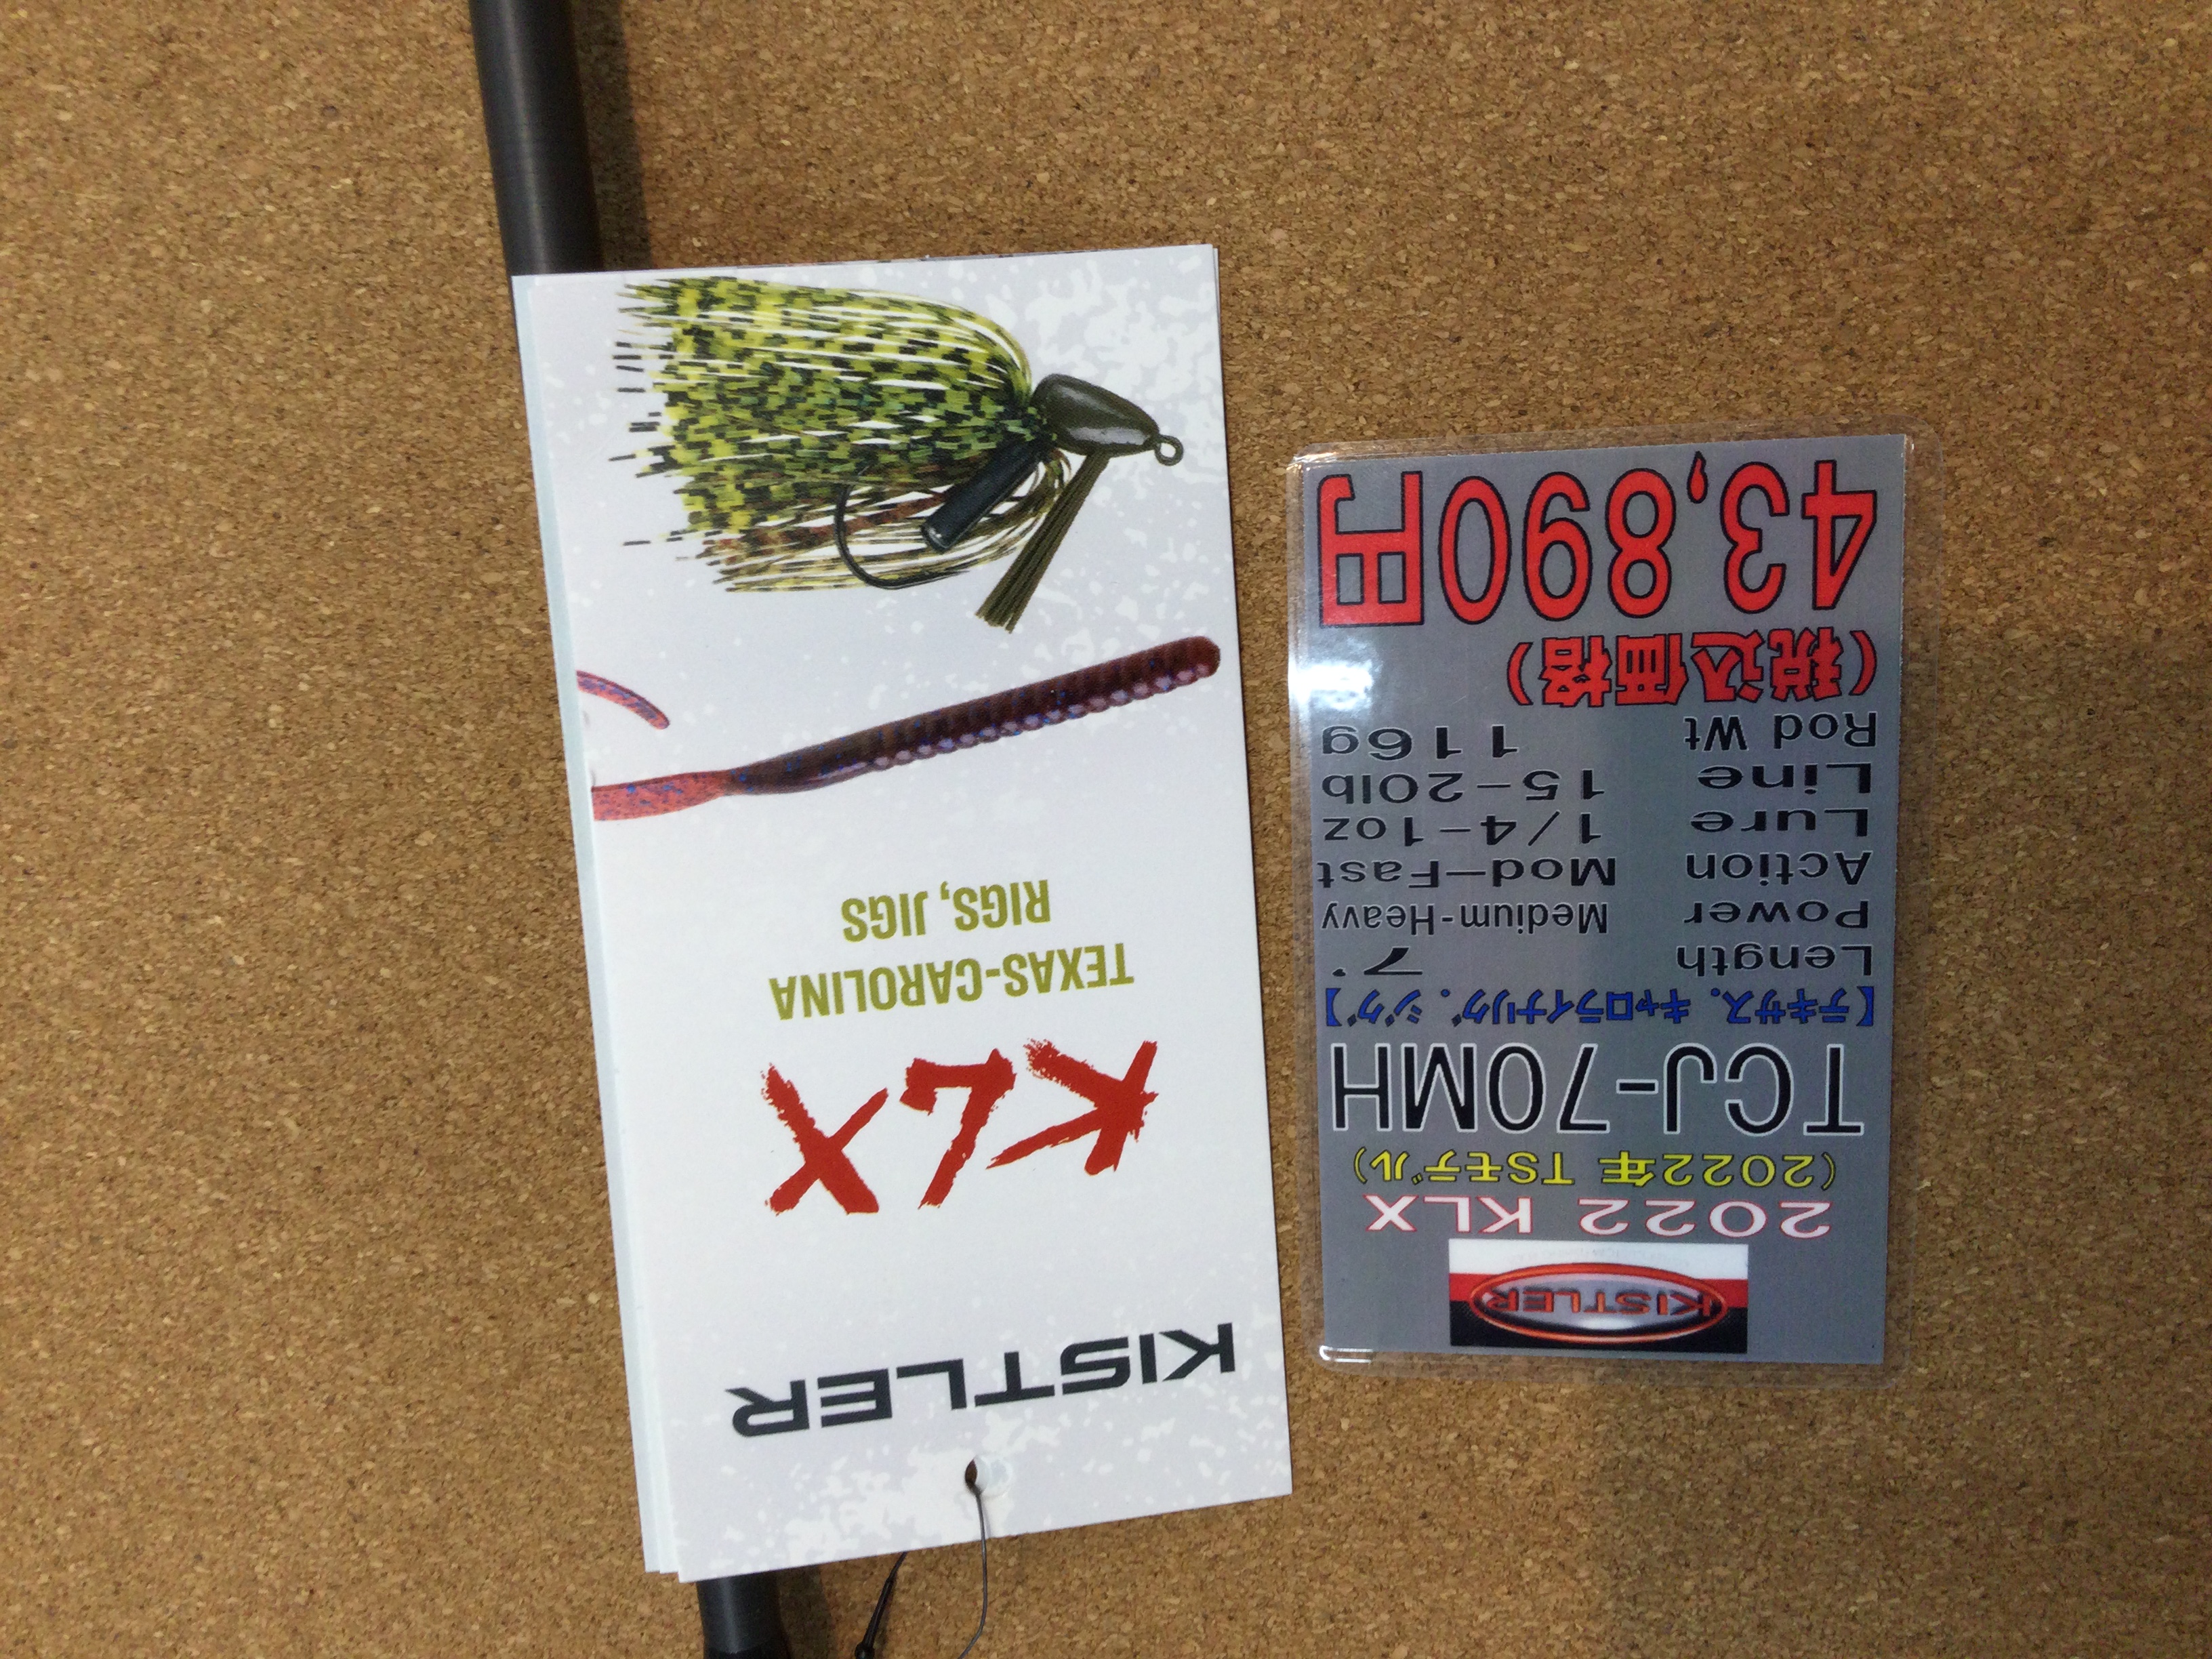 KISTLER
KLX
TEXAS-CAROLINA
RIGS, JIGS
KISTLER
2022 KLX
(2022年 TSモデル)
TCJ-70MH
【テキサス．キャロライナリグ．ジグ】
Length 7'
Power Medium-Heavy
Action Mod-Fast
Lure 1/4-1oz
Line 15-20lb
Rod Wt 116g
(税込価格)
43,890円